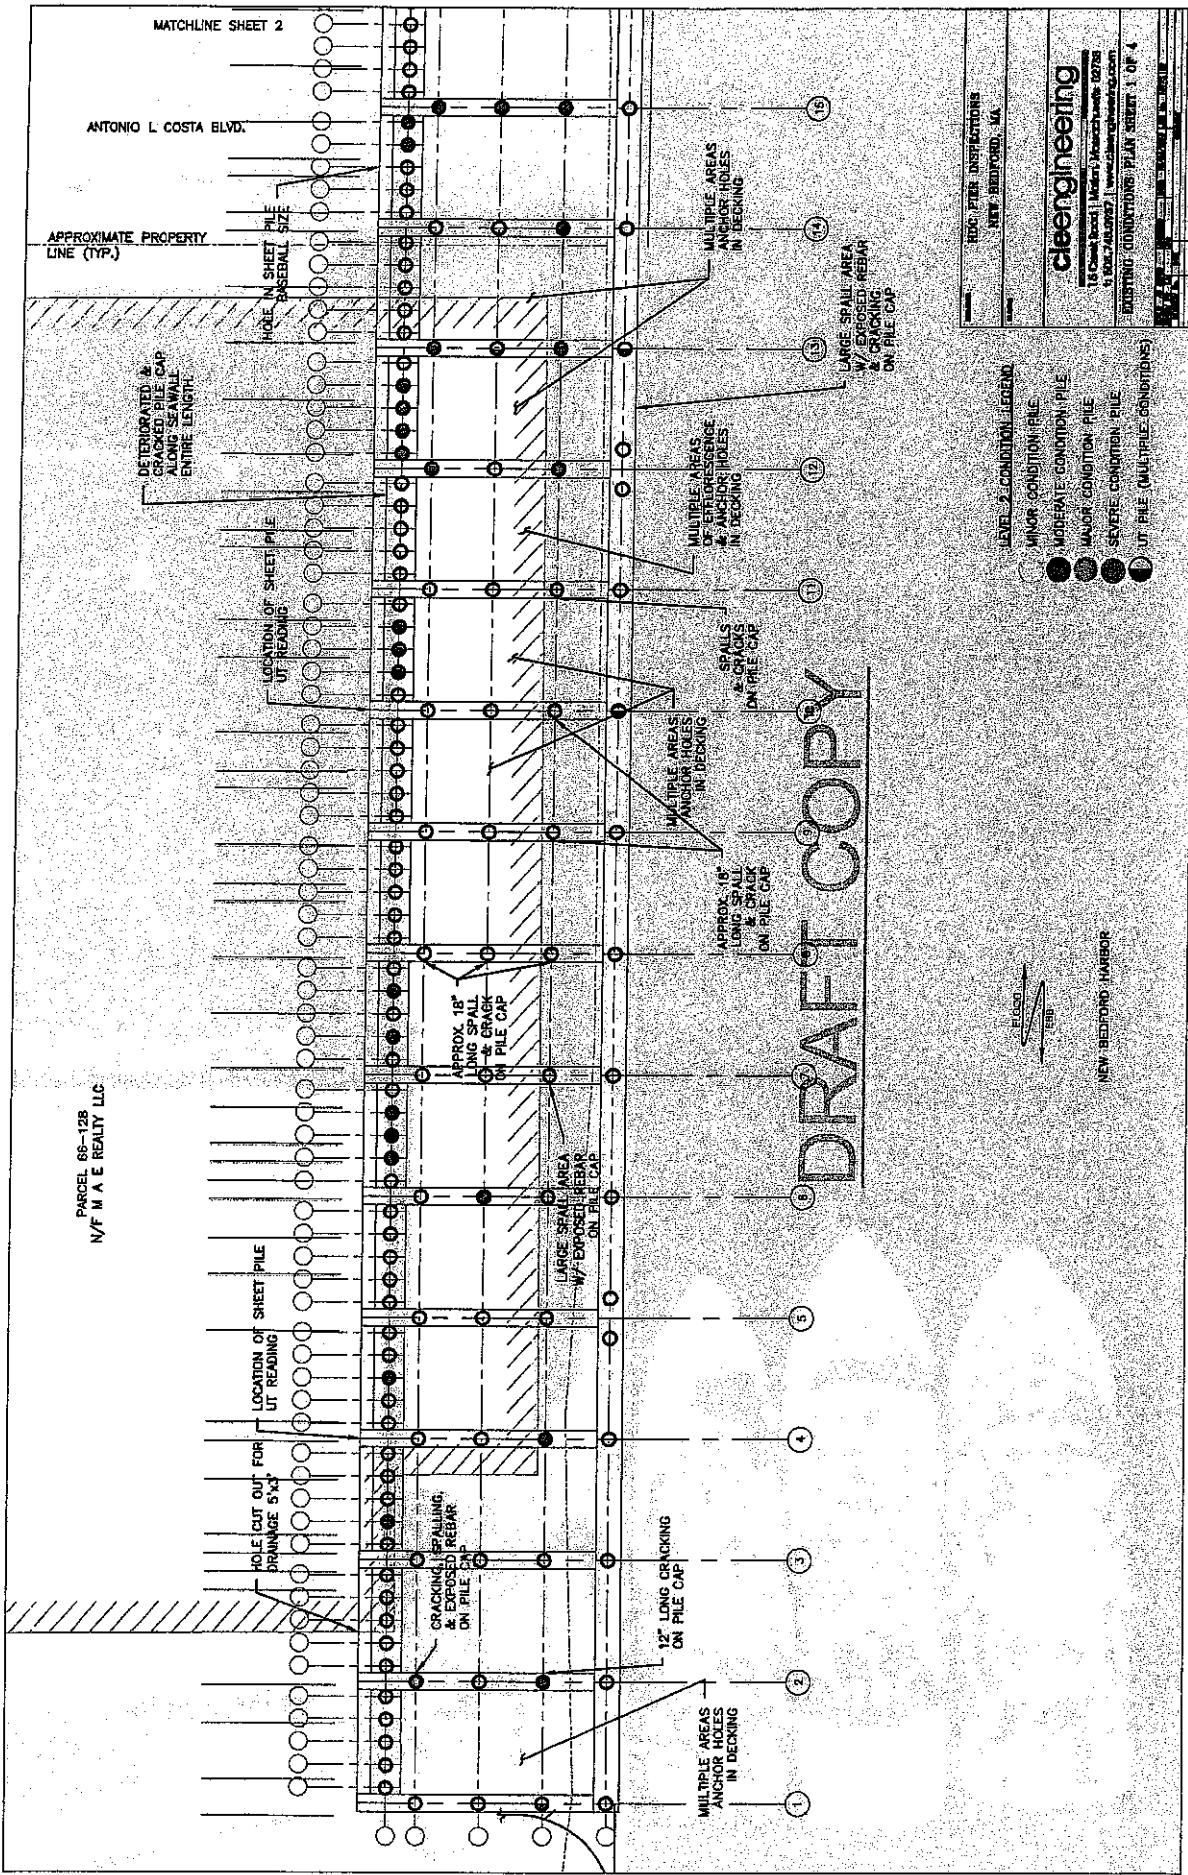 MATCHLINE SHEET 2
ANTONIO L COSTA BLVD.
APPROXIMATE PROPERTY
LINE (TYP.)
HOLE IN SHEET PILE
BASEBALL SIZE
DETERIORATED &
CRACKED PILE CAP
ALONG SEAWALL
ENTIRE LENGTH.
LOCATION OF SHEET PILE
UT READING
PARCEL 66-128
N/F M A E REALTY LLC
LOCATION OF SHEET PILE
UT READING
HOLE CUT OUT FOR
DRAINAGE 5'x3'
CRACKING, SPALLING,
& EXPOSED REBAR
ON PILE CAP
12" LONG CRACKING
ON PILE CAP
MULTIPLE AREAS
ANCHOR HOLES
IN DECKING
LARGE SPALL AREA
W/ EXPOSED REBAR
ON PILE CAP
APPROX. 18"
LONG SPALL
& CRACK
ON PILE CAP
APPROX. 18"
LONG SPALL
& CRACK
ON PILE CAP
MULTIPLE AREAS
ANCHOR HOLES
IN DECKING
SPALLS
& CRACKS
ON PILE CAP
MULTIPLE AREAS
OF EFFLORESCENCE
& ANCHOR HOLES
IN DECKING
LARGE SPALL AREA
W/ EXPOSED REBAR
& CRACKING
ON PILE CAP
MULTIPLE AREAS
ANCHOR HOLES
IN DECKING
1
2
3
4
5
6
11
12
13
14
15
DRAFT COPY
FLOOD
EBB
NEW BEDFORD HARBOR
LEVEL 2 CONDITION LEGEND
MINOR CONDITION PILE
MODERATE CONDITION PILE
MAJOR CONDITION PILE
SEVERE CONDITION PILE
UT PILE (MULTIPLE CONDITIONS)
HDC PIER INSPECTIONS
NEW BEDFORD, MA
cleengineering
EXISTING CONDITIONS PLAN SHEET 1 OF 4